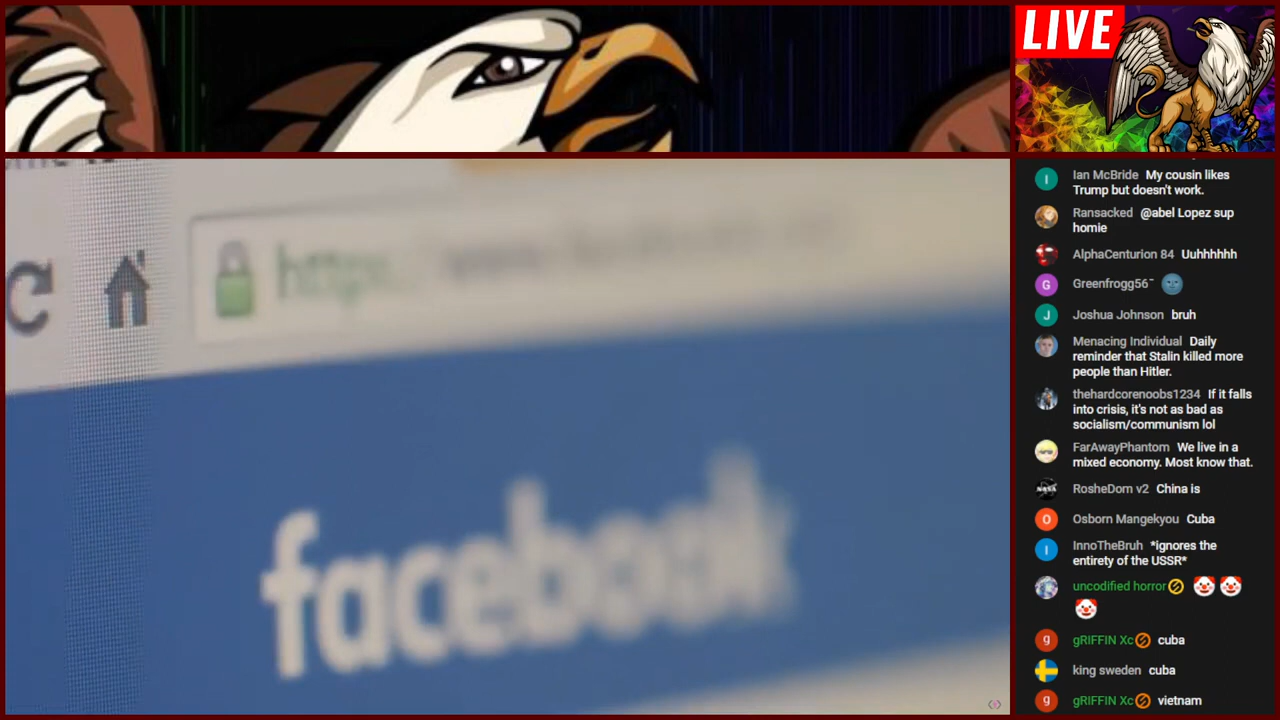 LIVE
https
facebook
Ian McBride My cousin likes
Trump but doesn't work.
Ransacked @abel Lopez sup
homie
AlphaCenturion 84 Uuhhhhhh
Greenfrogg56˜
Joshua Johnson bruh
Menacing Individual Daily
reminder that Stalin killed more
people than Hitler.
thehardcorenoobs1234 If it falls
into crisis, it's not as bad as
socialism/communism lol
FarAwayPhantom We live in a
mixed economy. Most know that.
RosheDorn v2 China is
Osborn Mangekyou Cuba
InnoTheBruh *ignores the
entirety of the USSR*
uncodified horror
gRIFFIN Xc cuba
king sweden cuba
gRIFFIN Xc vietnam